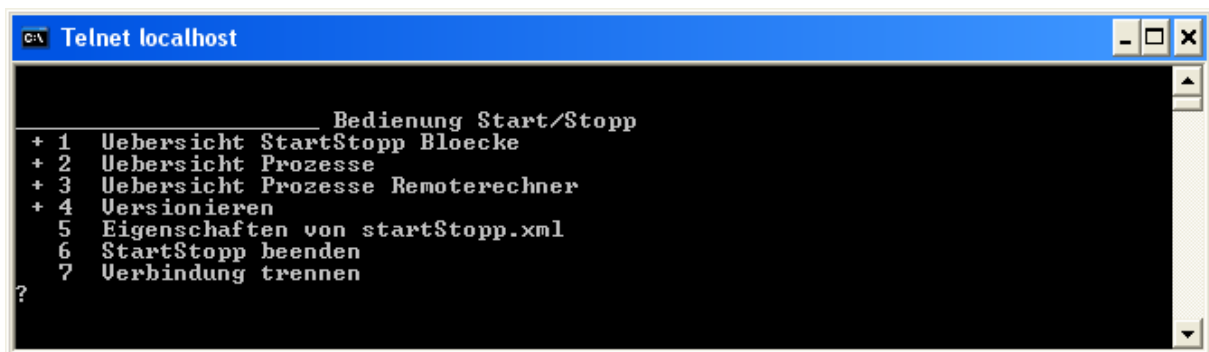 Telnet localhost
______________________ Bedienung Start/Stopp
+ 1 Uebersicht StartStopp Bloecke
+ 2 Uebersicht Prozesse
+ 3 Uebersicht Prozesse Remoterechner
+ 4 Versionieren
5 Eigenschaften von startStopp.xml
6 StartStopp beenden
7 Verbindung trennen
?